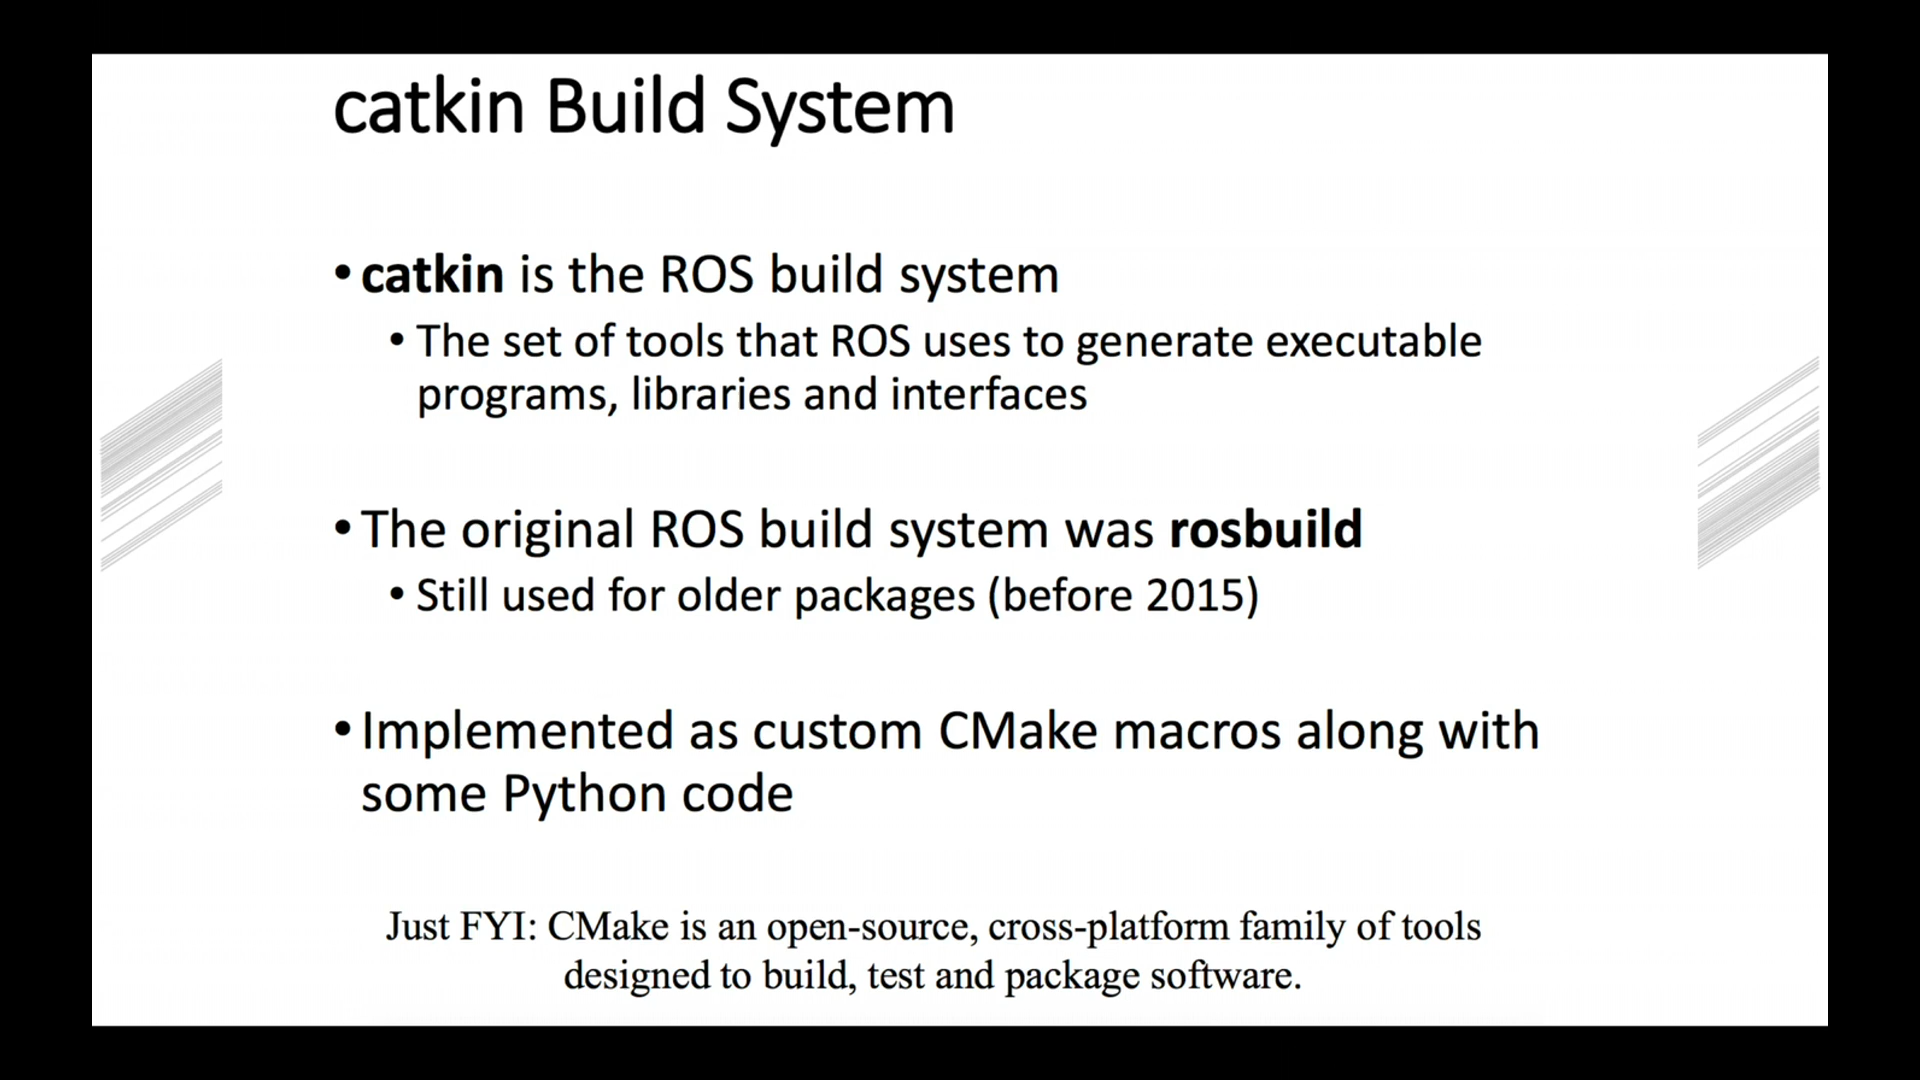 catkin Build System
• catkin is the ROS build system
• The set of tools that ROS uses to generate executable
programs, libraries and interfaces
• The original ROS build system was rosbuild
• Still used for older packages (before 2015)
• Implemented as custom CMake macros along with
some Python code
Just FYI: CMake is an open-source, cross-platform family of tools
designed to build, test and package software.